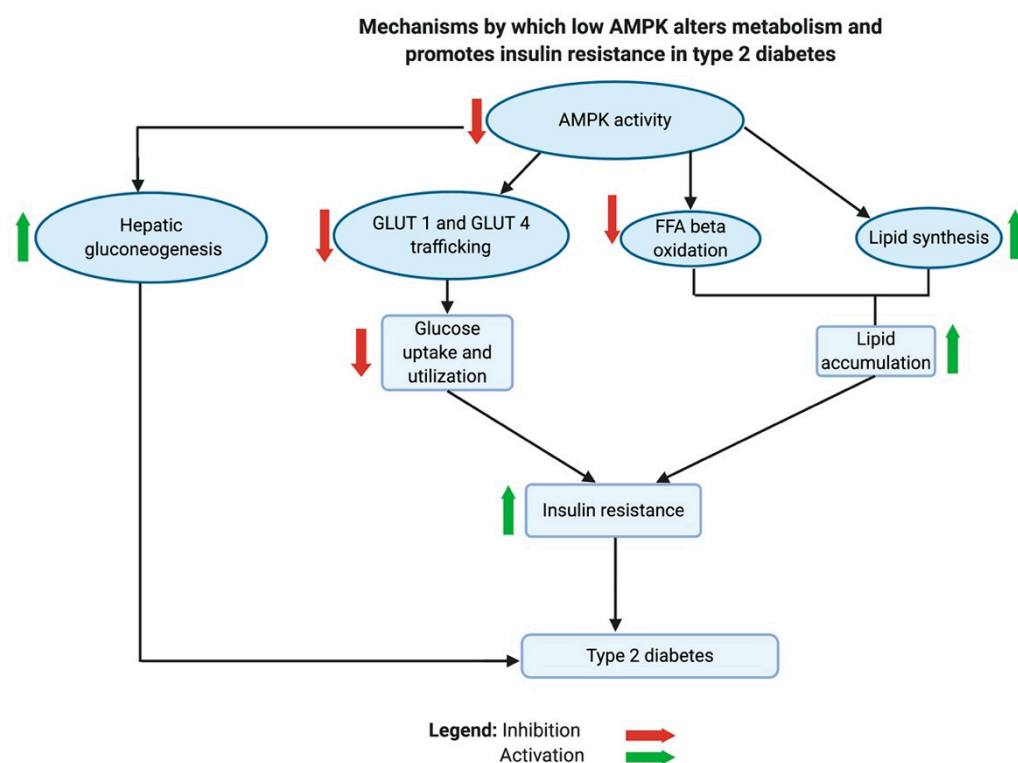 Mechanisms by which low AMPK alters metabolism and
promotes insulin resistance in type 2 diabetes
AMPK activity
Hepatic
gluconeogenesis
GLUT 1 and GLUT 4
trafficking
FFA beta
oxidation
Lipid synthesis
Glucose
uptake and
utilization
Lipid
accumulation
Insulin resistance
Type 2 diabetes
Legend: Inhibition
Activation